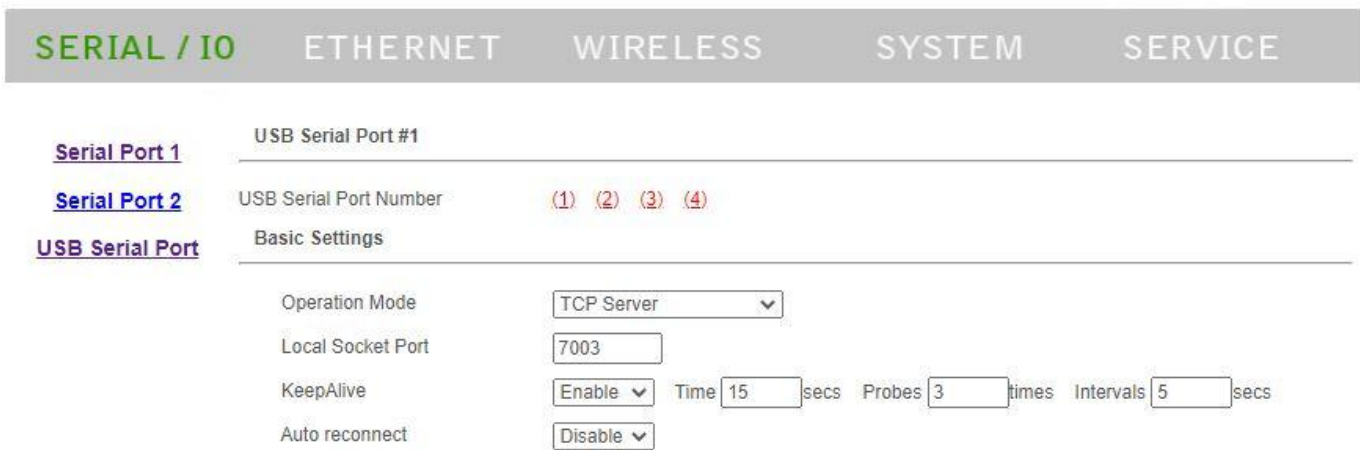 SERIAL / IO ETHERNET WIRELESS SYSTEM SERVICE
Serial Port 1
Serial Port 2
USB Serial Port
USB Serial Port #1
USB Serial Port Number (1) (2) (3) (4)
Basic Settings
Operation Mode TCP Server
Local Socket Port 7003
KeepAlive Enable Time 15 secs Probes 3 times Intervals 5 secs
Auto reconnect Disable